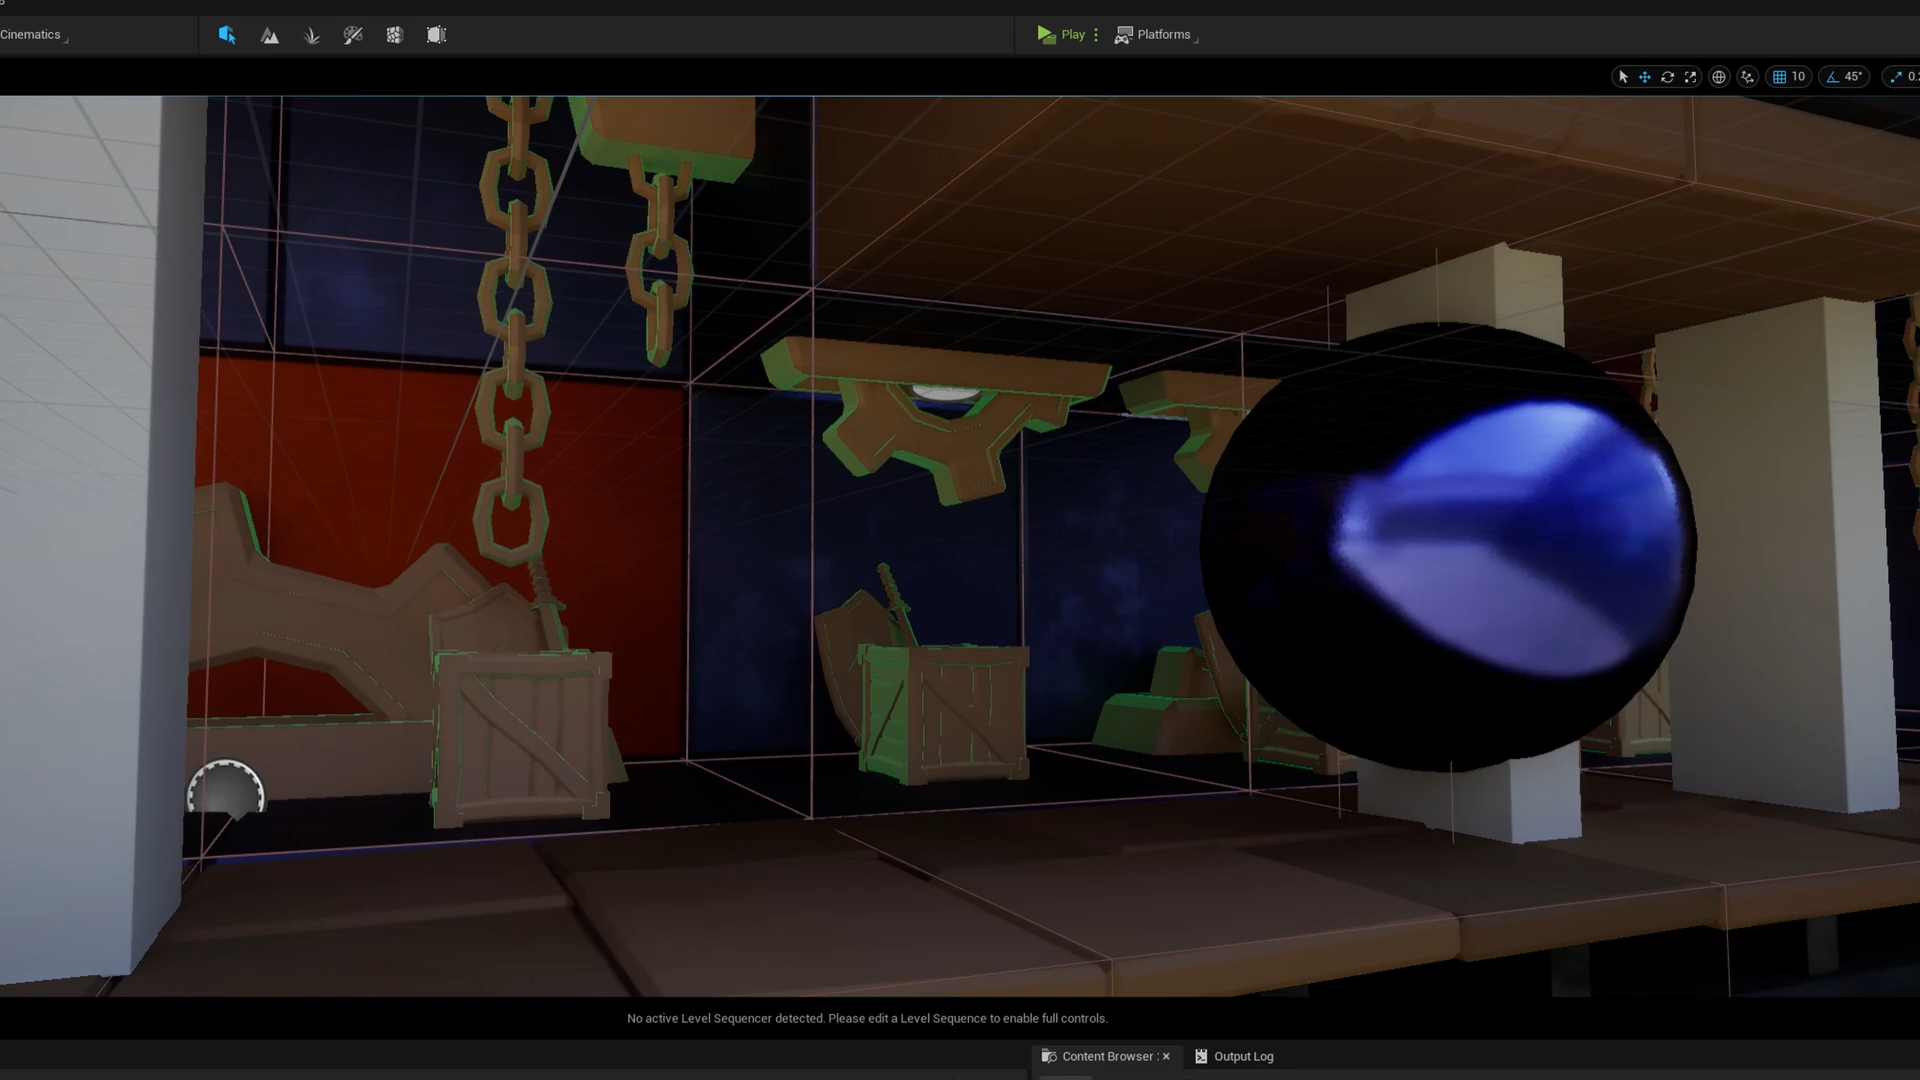 Cinematics
Play
Platforms
10
45°
No active Level Sequencer detected. Please edit a Level Sequence to enable full controls.
Content Browser
Output Log